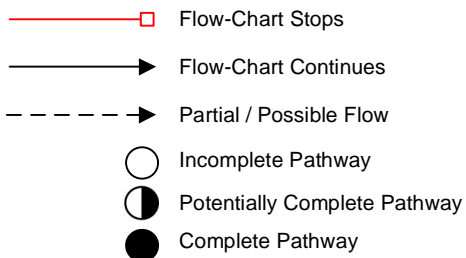 Flow-Chart Stops
Flow-Chart Continues
Partial / Possible Flow
Incomplete Pathway
Potentially Complete Pathway
Complete Pathway